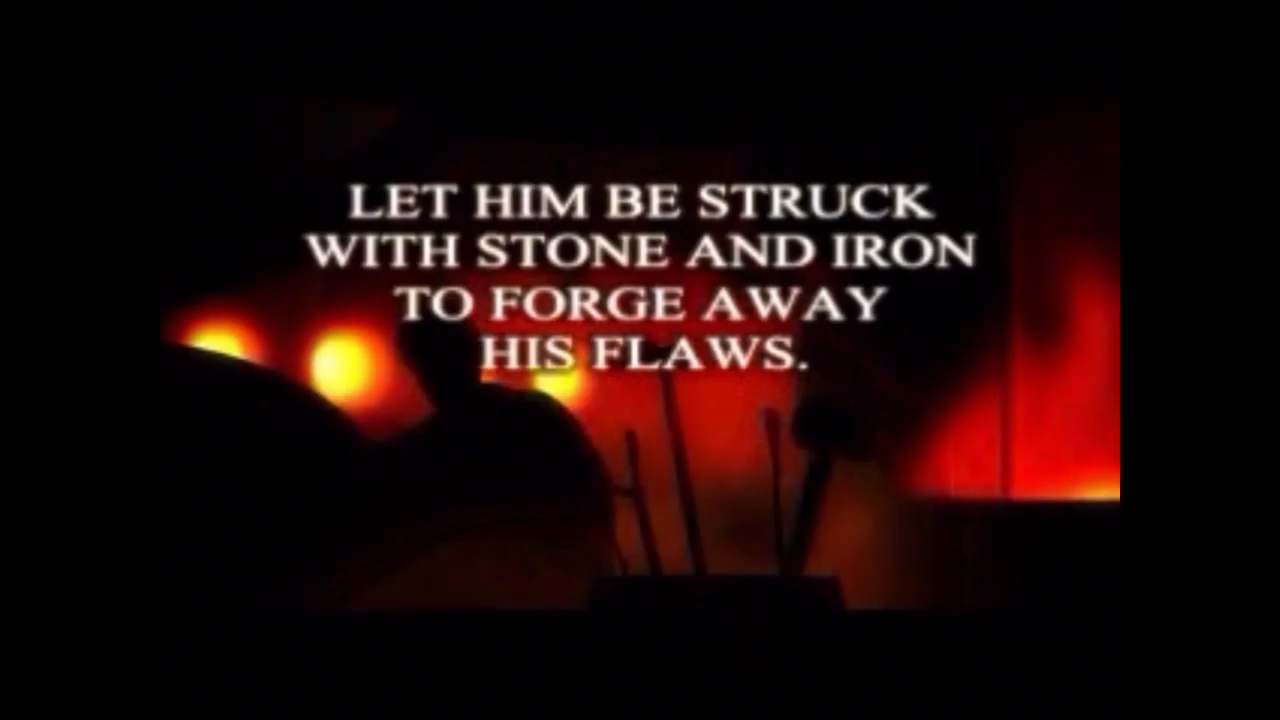 LET HIM BE STRUCK
WITH STONE AND IRON
TO FORGE AWAY
HIS FLAWS.